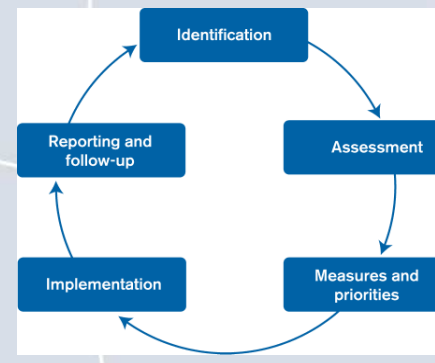 Identification
Assessment
Measures and
priorities
Implementation
Reporting and
follow-up